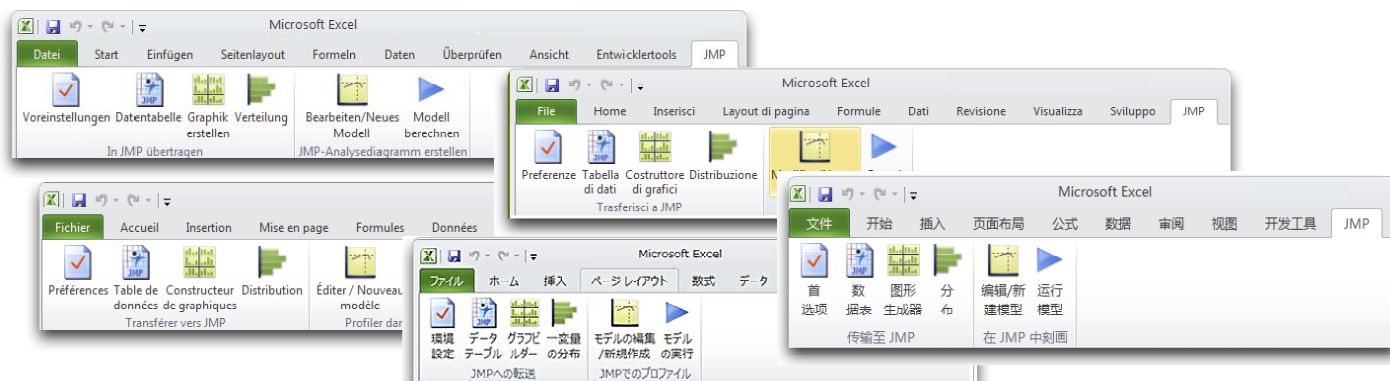 Microsoft Excel
Datei Start Einfügen Seitenlayout Formeln Daten Überprüfen Ansicht Entwicklertools JMP
JMP
Voreinstellungen Datentabelle Graphik Verteilung Bearbeiten/Neues Modell
erstellen Modell berechnen
In JMP übertragen JMP-Analysediagramm erstellen
Microsoft Excel
File Home Inserisci Layout di pagina Formule Dati Revisione Visualizza Sviluppo JMP
JMP
Preferenze Tabella Costruttore Distribuzione
di dati di grafici
Trasferisci a JMP
Fichier Accueil Insertion Mise en page Formules Données
JMP
Préférences Table de Constructeur Distribution Éditer / Nouveau
données de graphiques modèle
Transférer vers JMP Profiler
Microsoft Excel
ファイル ホーム 挿入 ページ レイアウト 数式 データ
JMP
環境 データ グラフビ 一変量 モデルの編集 モデル
設定 テーブル ルダー の分布 /新規作成 の実行
JMPへの転送 JMPでのプロファイル
Microsoft Excel
文件 开始 插入 页面布局 公式 数据 审阅 视图 开发工具 JMP
JMP
首 数 图形 分 编辑/新 运行
选项 据表 生成器 布 建模型 模型
传输至 JMP 在 JMP 中刻画